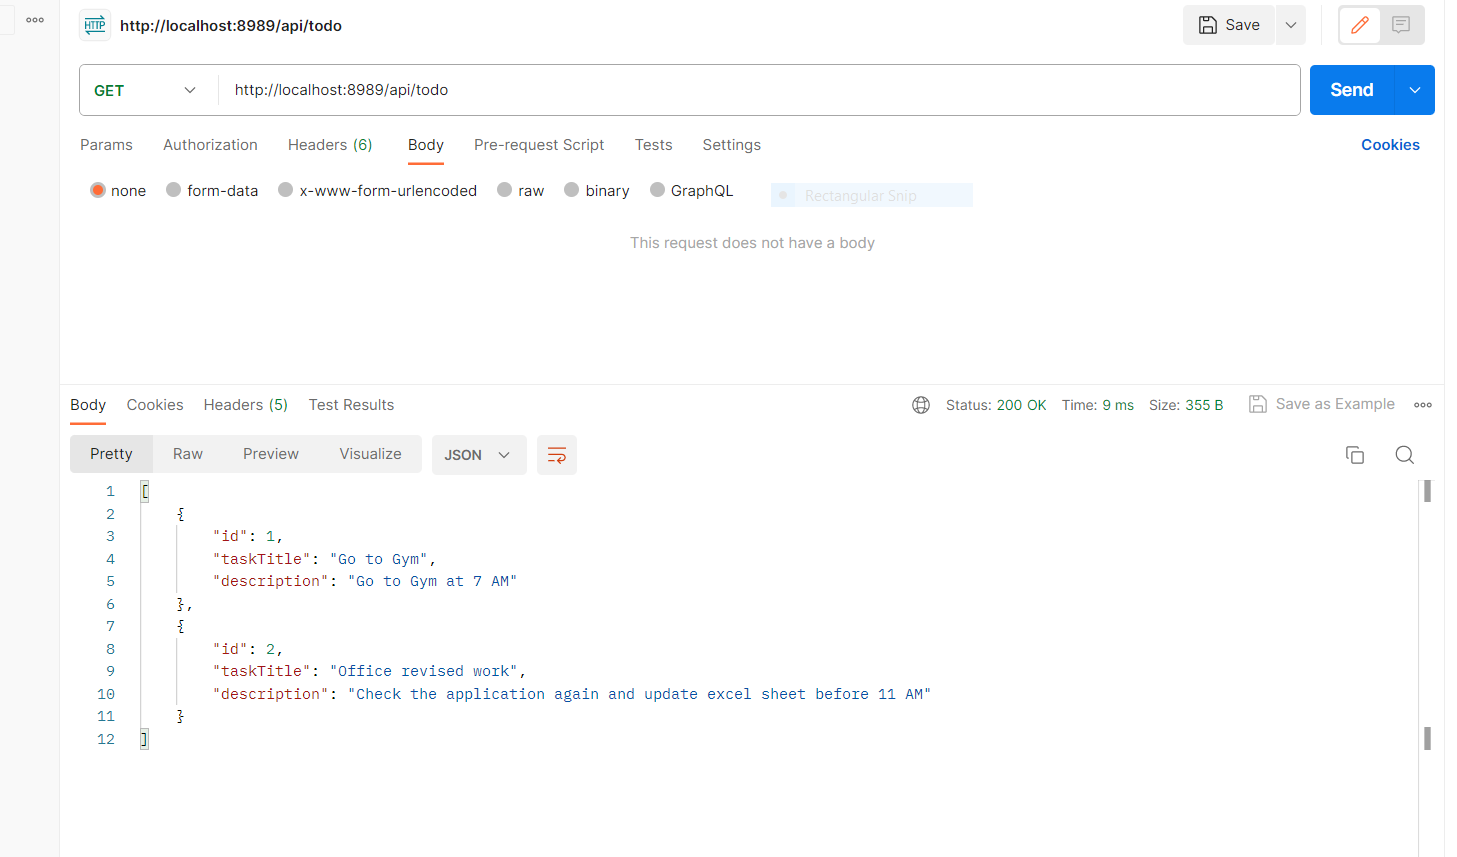 HTTP http://localhost:8989/api/todo Save
GET http://localhost:8989/api/todo Send
Params Authorization Headers (6) Body Pre-request Script Tests Settings Cookies
none form-data x-www-form-urlencoded raw binary GraphQL Rectangular Snip
This request does not have a body
Body Cookies Headers (5) Test Results Status: 200 OK Time: 9 ms Size: 355 B Save as Example
Pretty Raw Preview Visualize JSON
1 [
2 {
3 "id": 1,
4 "taskTitle": "Go to Gym",
5 "description": "Go to Gym at 7 AM"
6 },
7 {
8 "id": 2,
9 "taskTitle": "Office revised work",
10 "description": "Check the application again and update excel sheet before 11 AM"
11 }
12 ]